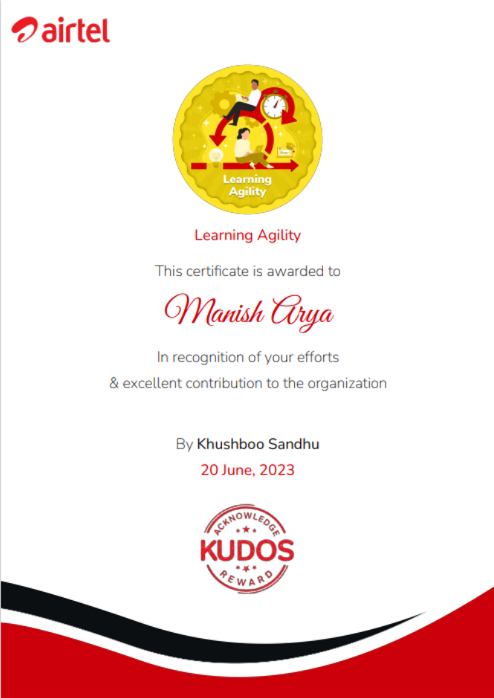 airtel
Learning
Agility
Learning Agility
This certificate is awarded to
Manish Arya
In recognition of your efforts
& excellent contribution to the organization
By Khushboo Sandhu
20 June, 2023
ACKNOWLEDGE
KUDOS
REWARD